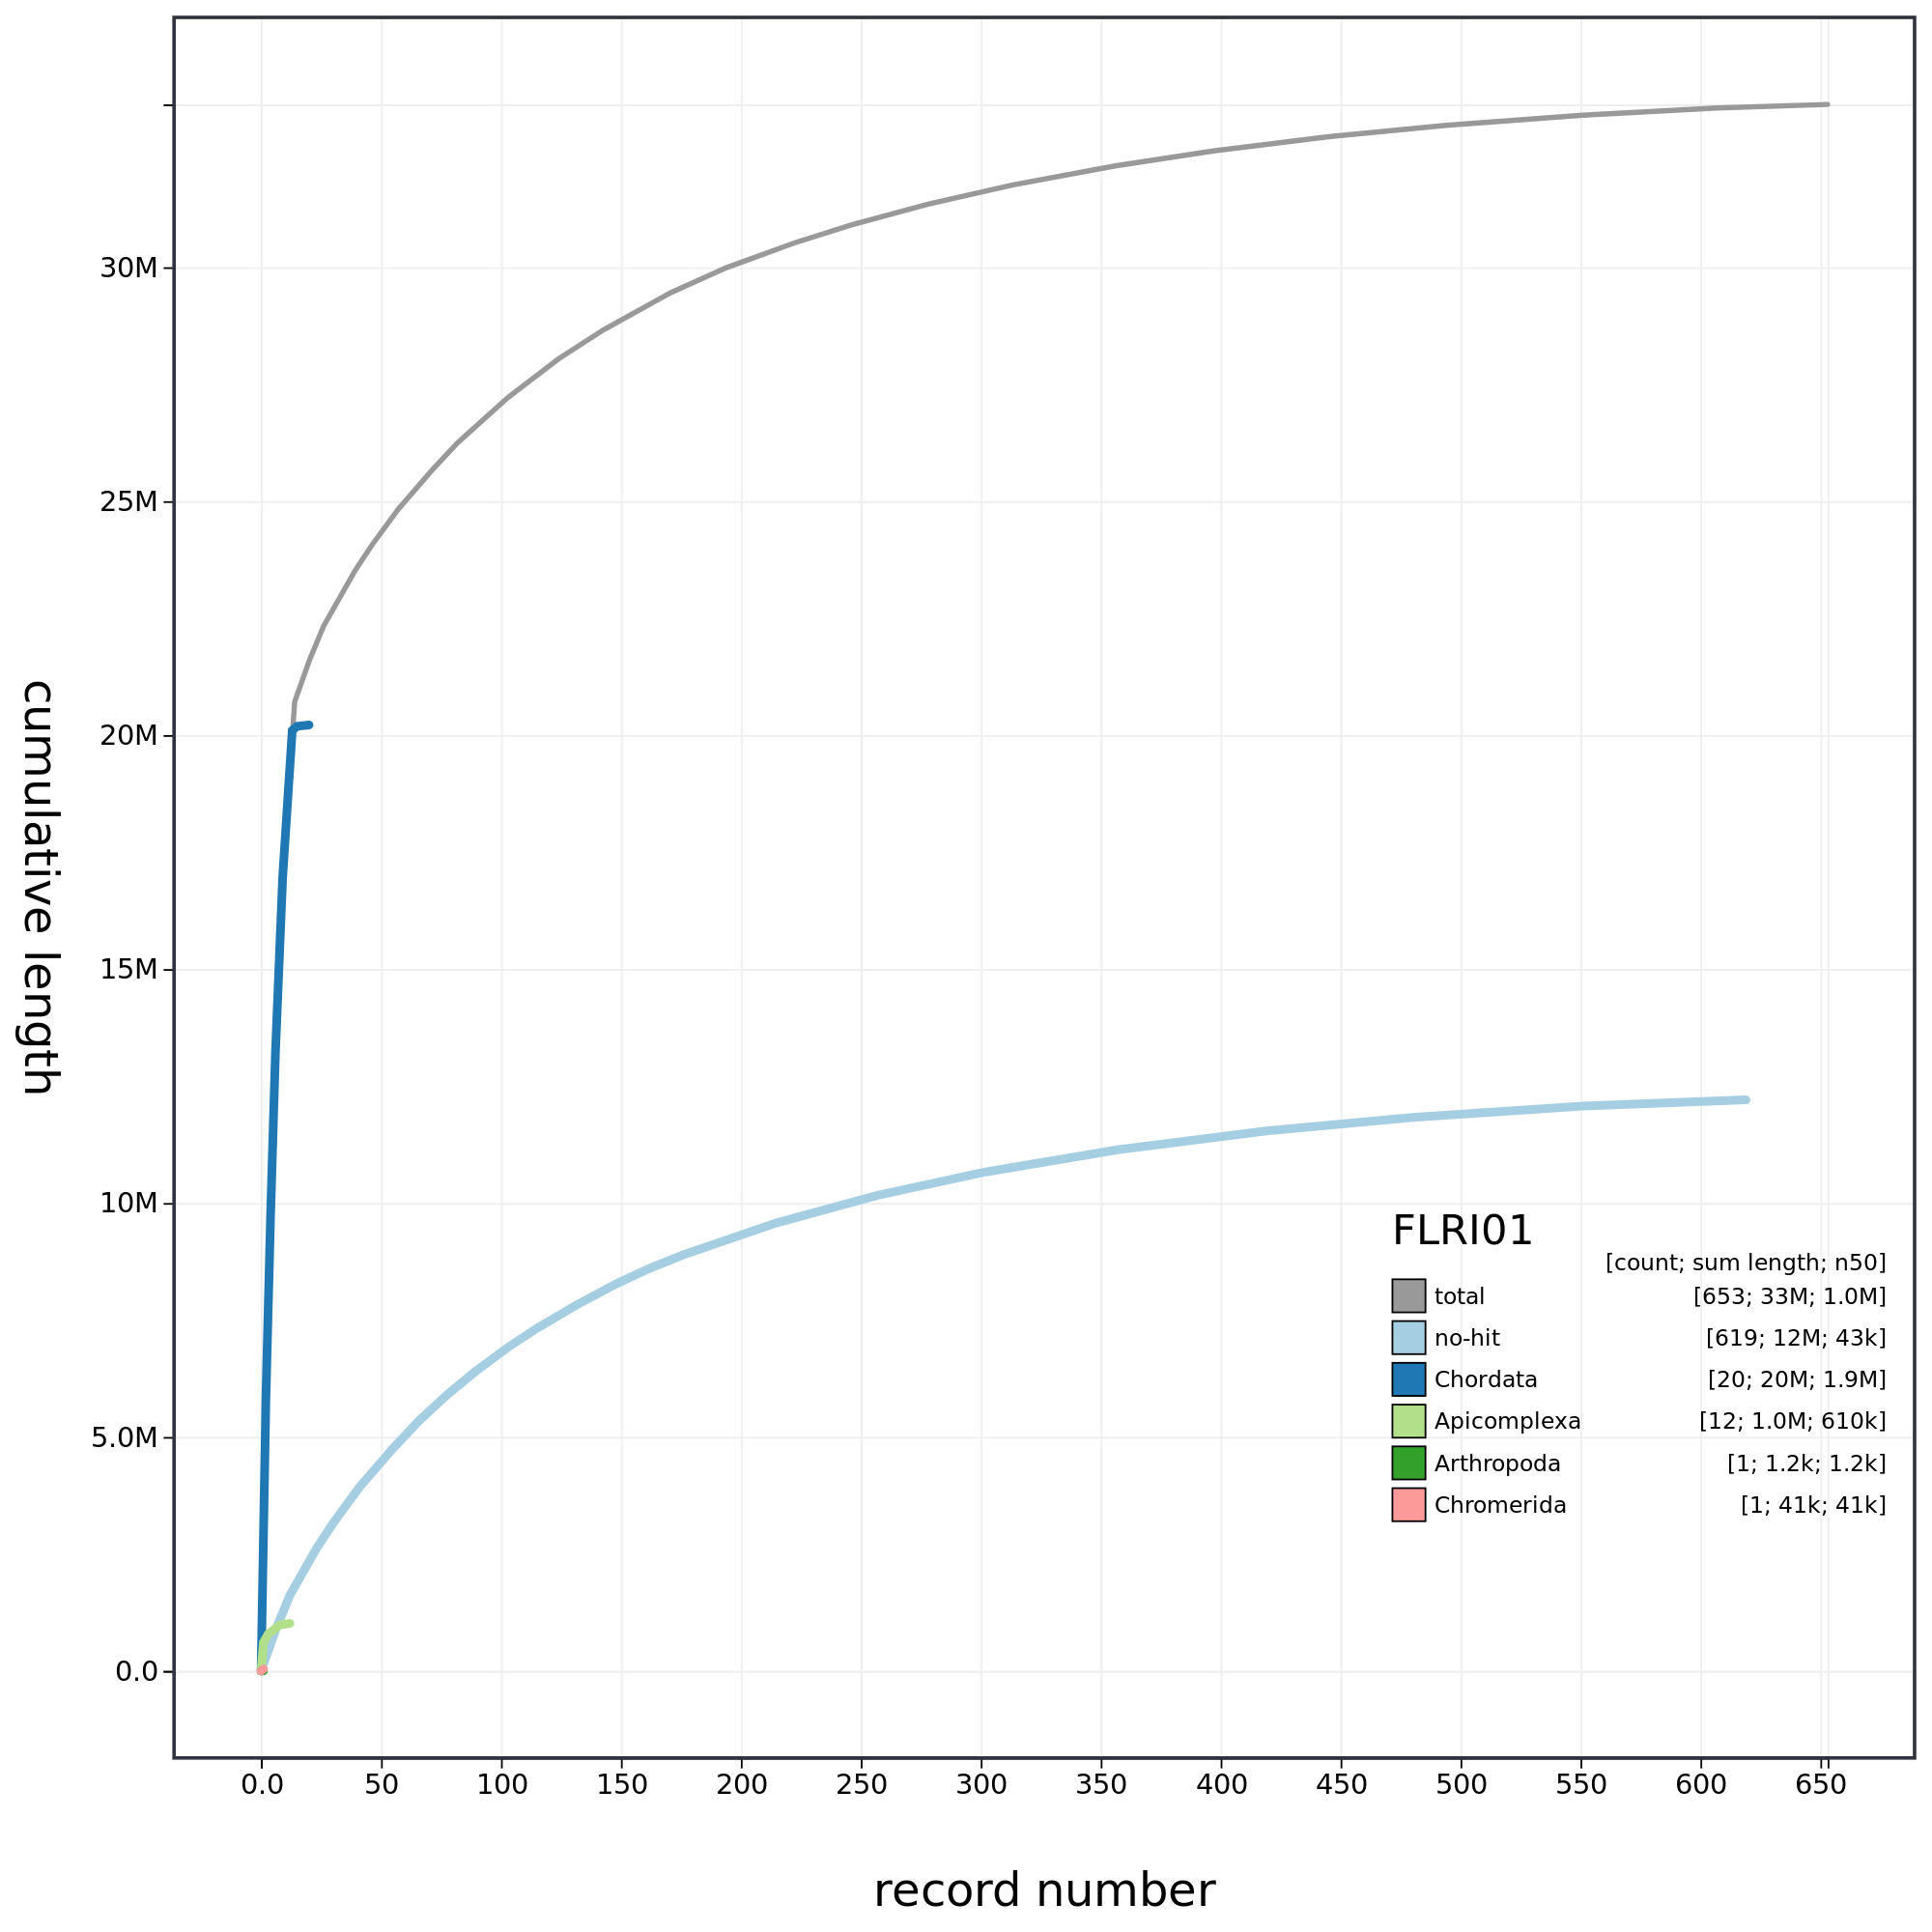 30M
25M
20M
15M
10M
5.0M
0.0
cumulative length
FLRI01
[count; sum length; n50]
total [653; 33M; 1.0M]
no-hit [619; 12M; 43k]
Chordata [20; 20M; 1.9M]
Apicomplexa [12; 1.0M; 610k]
Arthropoda [1; 1.2k; 1.2k]
Chromerida [1; 41k; 41k]
0.0 50 100 150 200 250 300 350 400 450 500 550 600 650
record number